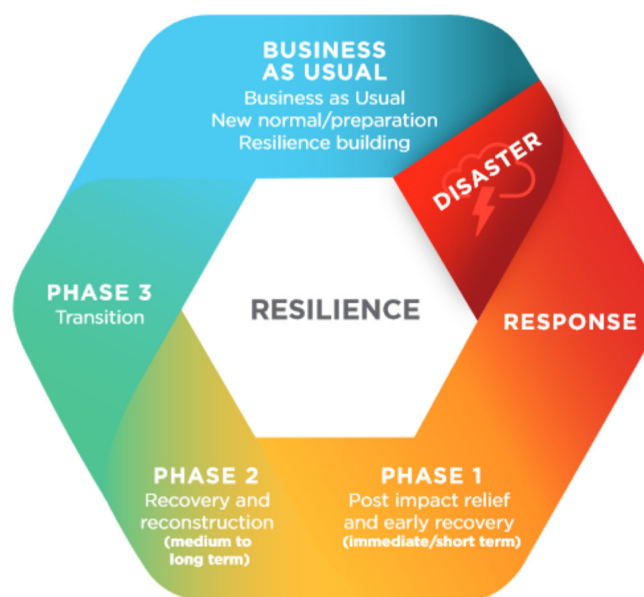 BUSINESS
AS USUAL
Business as Usual
New normal/preparation
Resilience building
DISASTER
RESPONSE
PHASE 1
Post impact relief
and early recovery
(immediate/short term)
PHASE 2
Recovery and
reconstruction
(medium to
long term)
PHASE 3
Transition
RESILIENCE